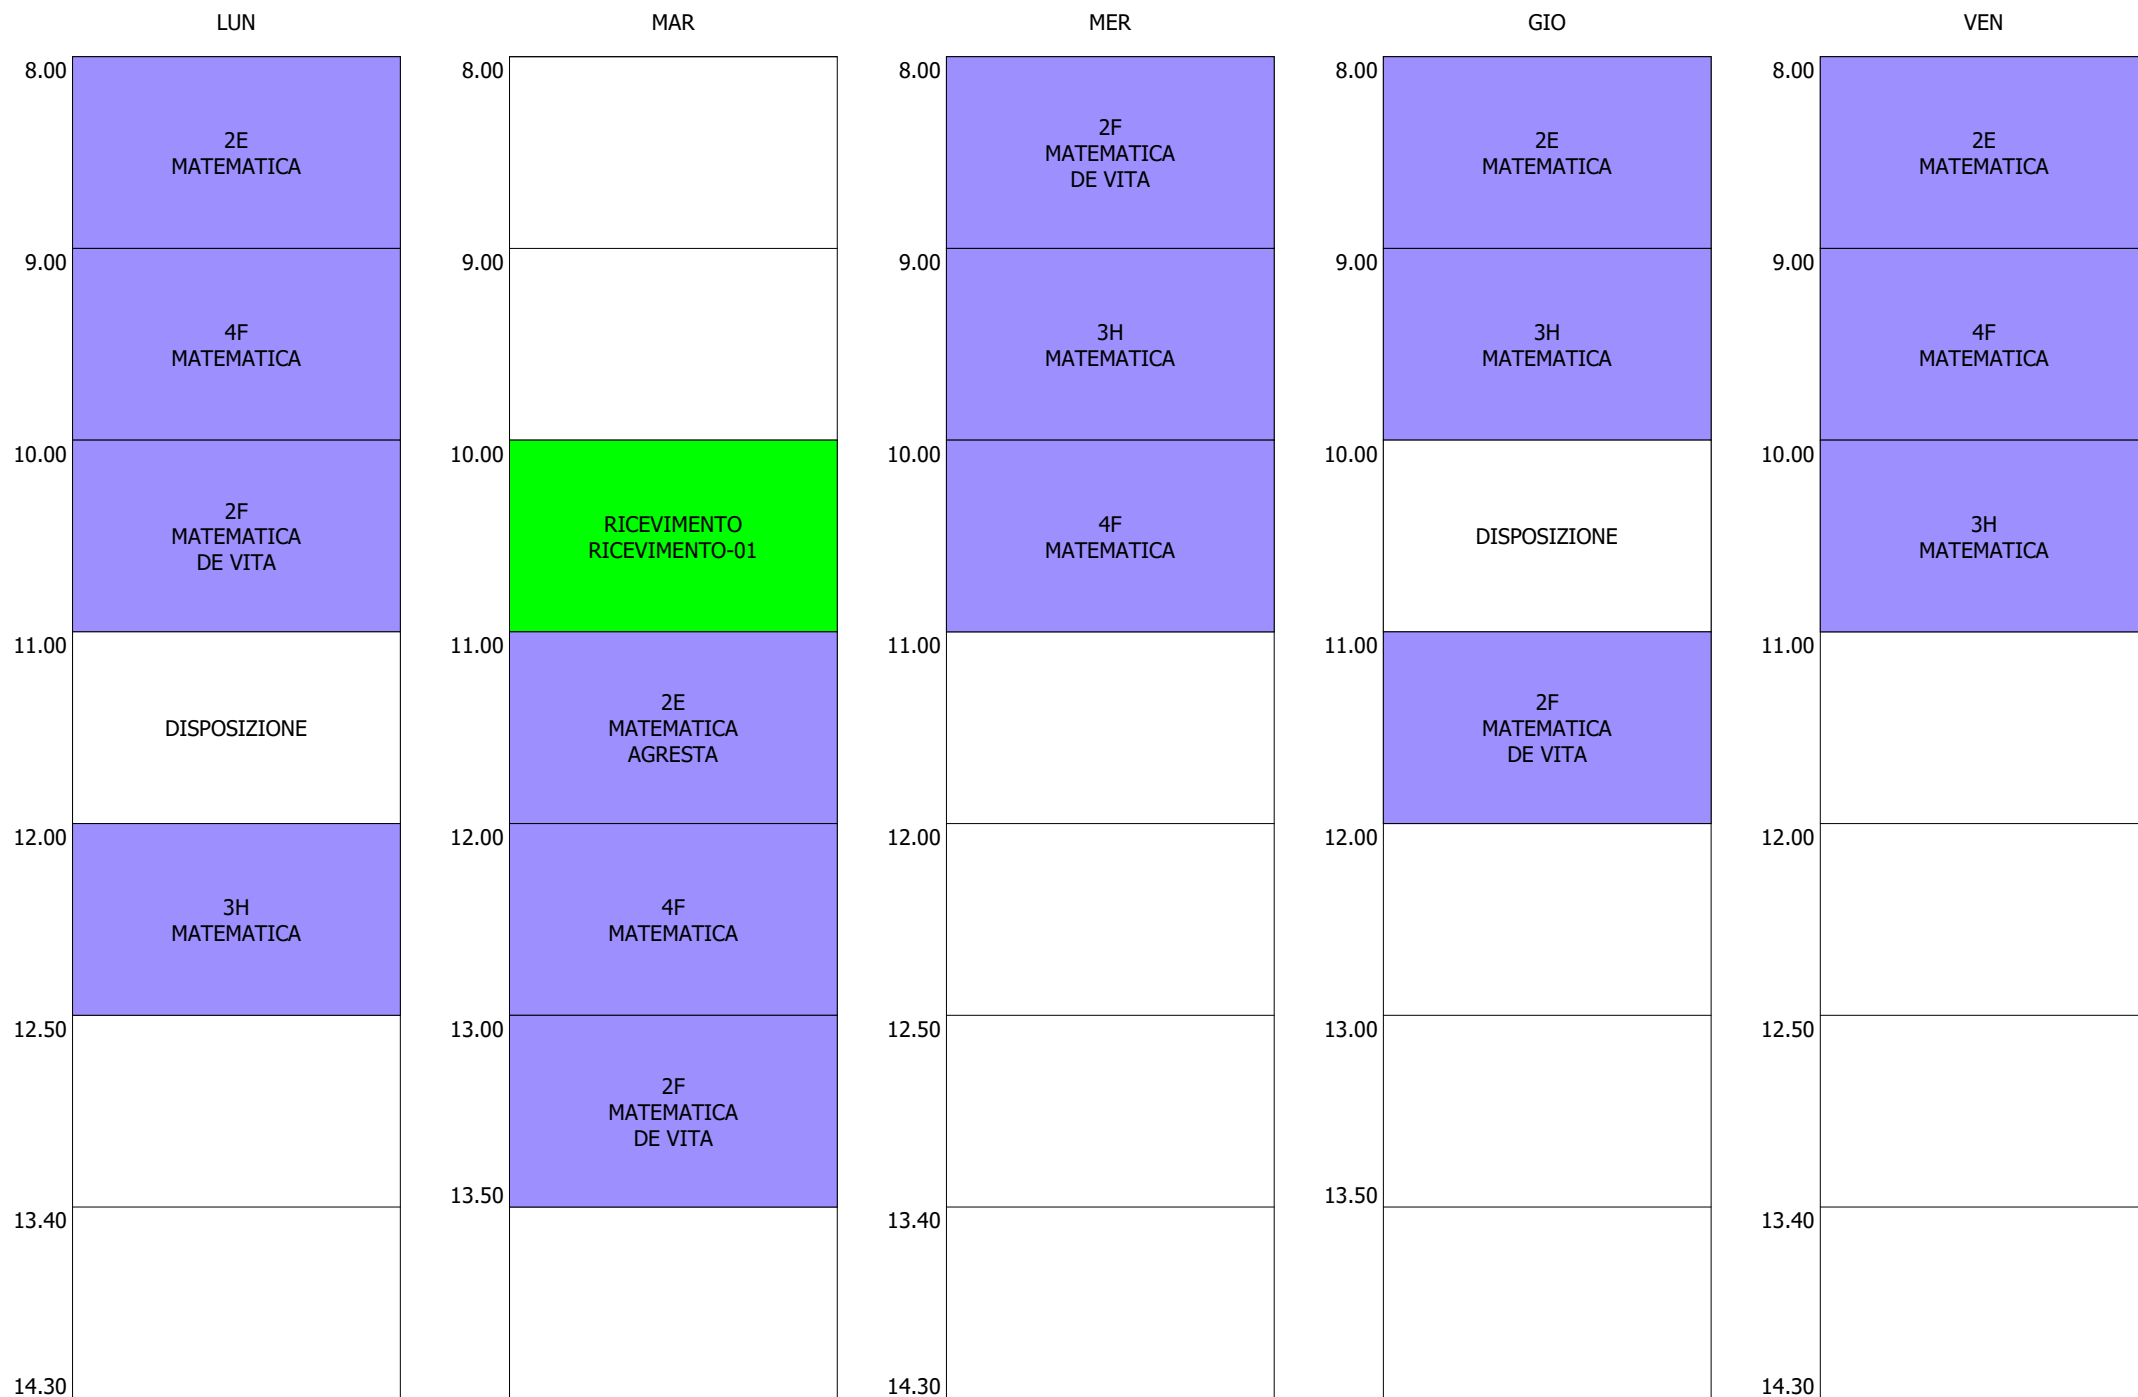 LUN
MAR
MER
GIO
VEN
8.00
2E
MATEMATICA
8.00
8.00
2F
MATEMATICA
DE VITA
8.00
2E
MATEMATICA
8.00
2E
MATEMATICA
9.00
4F
MATEMATICA
9.00
9.00
3H
MATEMATICA
9.00
3H
MATEMATICA
9.00
4F
MATEMATICA
10.00
2F
MATEMATICA
DE VITA
10.00
RICEVIMENTO
RICEVIMENTO-01
10.00
4F
MATEMATICA
10.00
DISPOSIZIONE
10.00
3H
MATEMATICA
11.00
DISPOSIZIONE
11.00
2E
MATEMATICA
AGRESTA
11.00
11.00
2F
MATEMATICA
DE VITA
11.00
12.00
3H
MATEMATICA
12.00
4F
MATEMATICA
12.00
12.00
12.00
12.50
13.00
2F
MATEMATICA
DE VITA
12.50
13.00
12.50
13.40
13.50
13.40
13.50
13.40
14.30
14.30
14.30